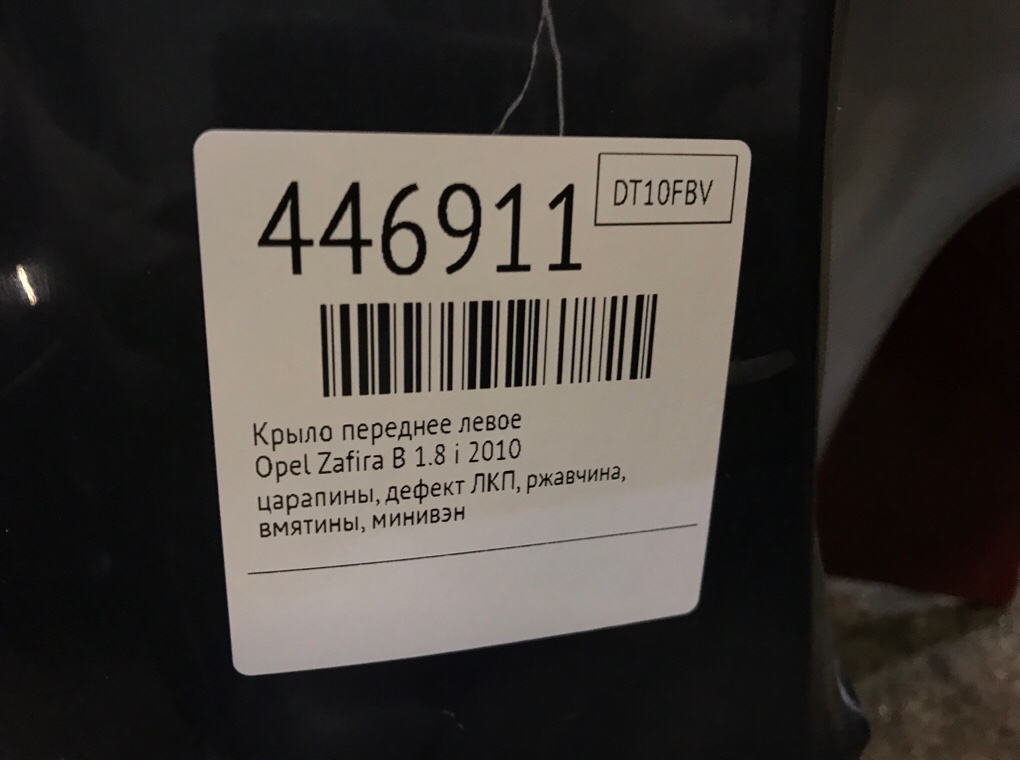 446911
DT10FBV
Крыло переднее левое
Opel Zafira B 1.8 i 2010
царапины, дефект ЛКП, ржавчина,
вмятины, минивэн